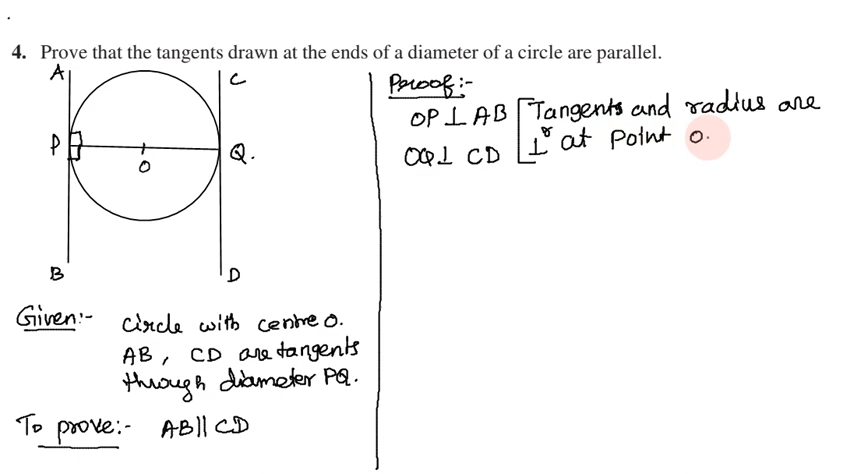 4. Prove that the tangents drawn at the ends of a diameter of a circle are parallel.
A
C
P
O
Q.
B
D
Given:-
circle with centre O.
AB, CD are tangents
through diameter PQ.
To prove:- AB || CD
Proof:-
OP ⊥ AB [Tangents and radius are
OQ ⊥ CD [⊥r at point o.